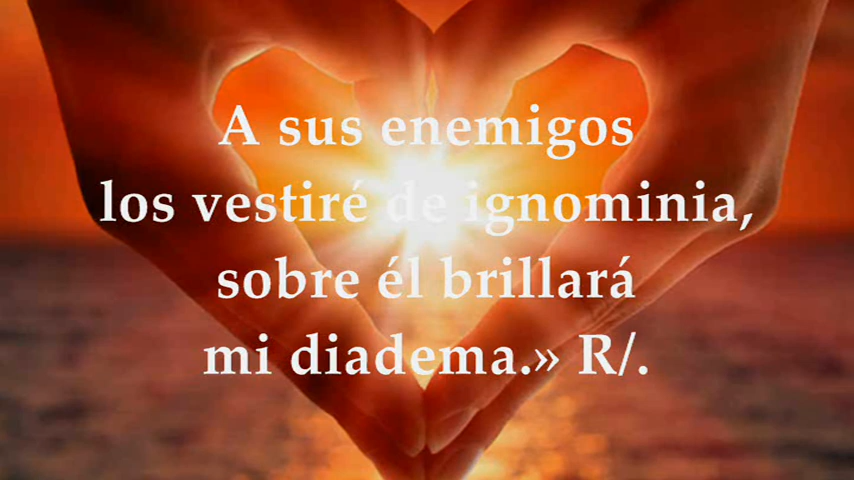 A sus enemigos
los vestiré de ignominia,
sobre él brillará
mi diadema.» R/.